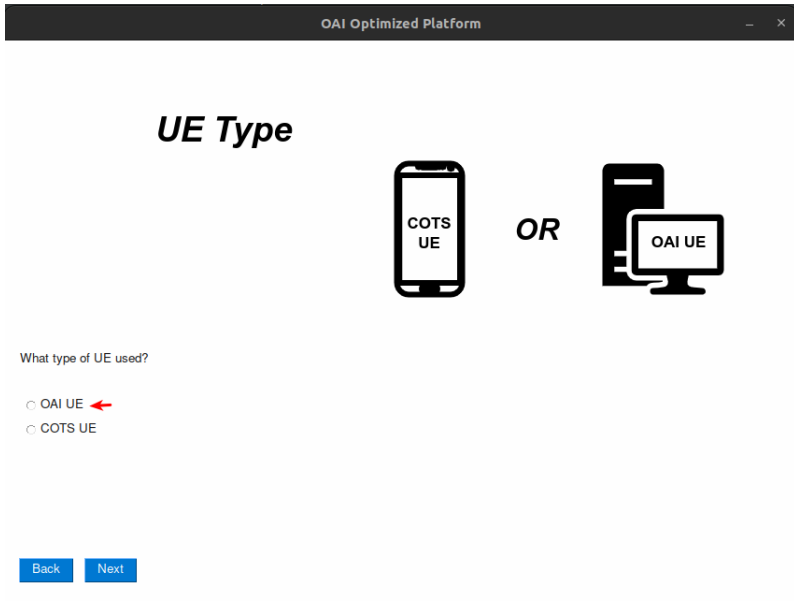 OAI Optimized Platform
UE Type
COTS
UE
OR
OAI UE
What type of UE used?
OAI UE
COTS UE
Back
Next